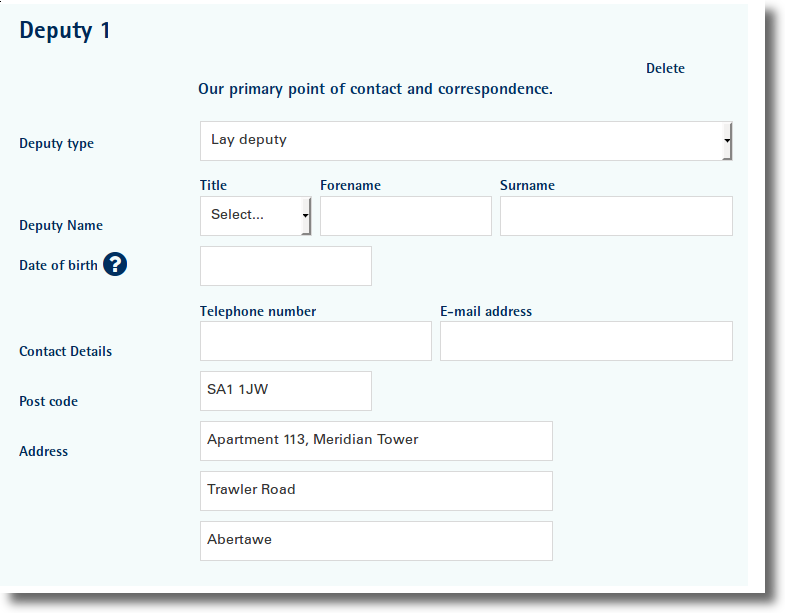 Deputy 1
Delete
Our primary point of contact and correspondence.
Deputy type
Lay deputy
Title Forename Surname
Deputy Name
Select...
Date of birth ?
Telephone number E-mail address
Contact Details
Post code
SA1 1JW
Address
Apartment 113, Meridian Tower
Trawler Road
Abertawe